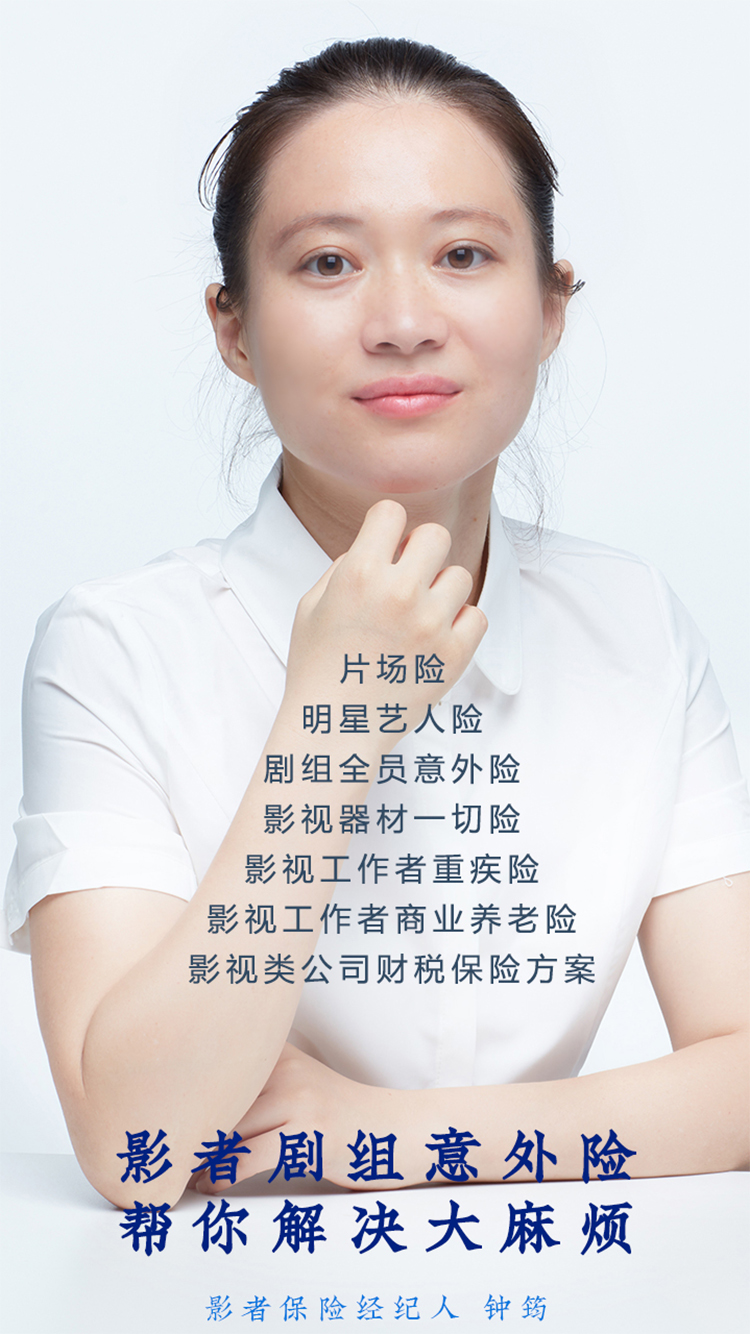 片场险
明星艺人险
剧组全员意外险
影视器材一切险
影视工作者重疾险
影视工作者商业养老险
影视类公司财税保险方案
影者剧组意外险
帮你解决大麻烦
影者保险经纪人 钟筠